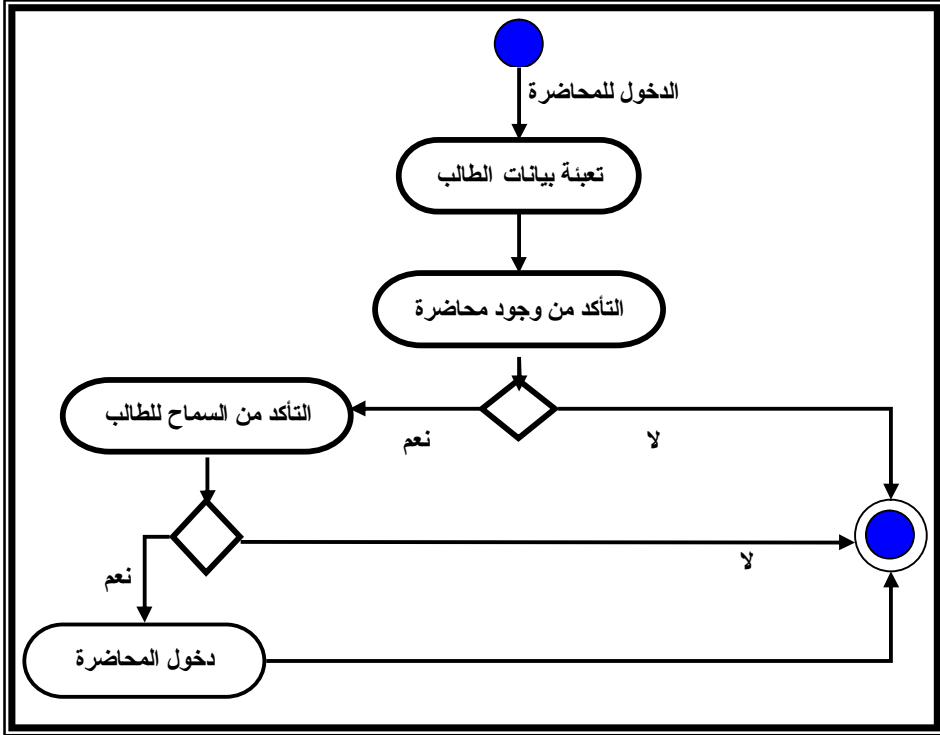 الدخول للمحاضرة
تعبئة بيانات الطالب
التأكد من وجود محاضرة
التأكد من السماح للطالب
نعم
لا
لا
نعم
دخول المحاضرة